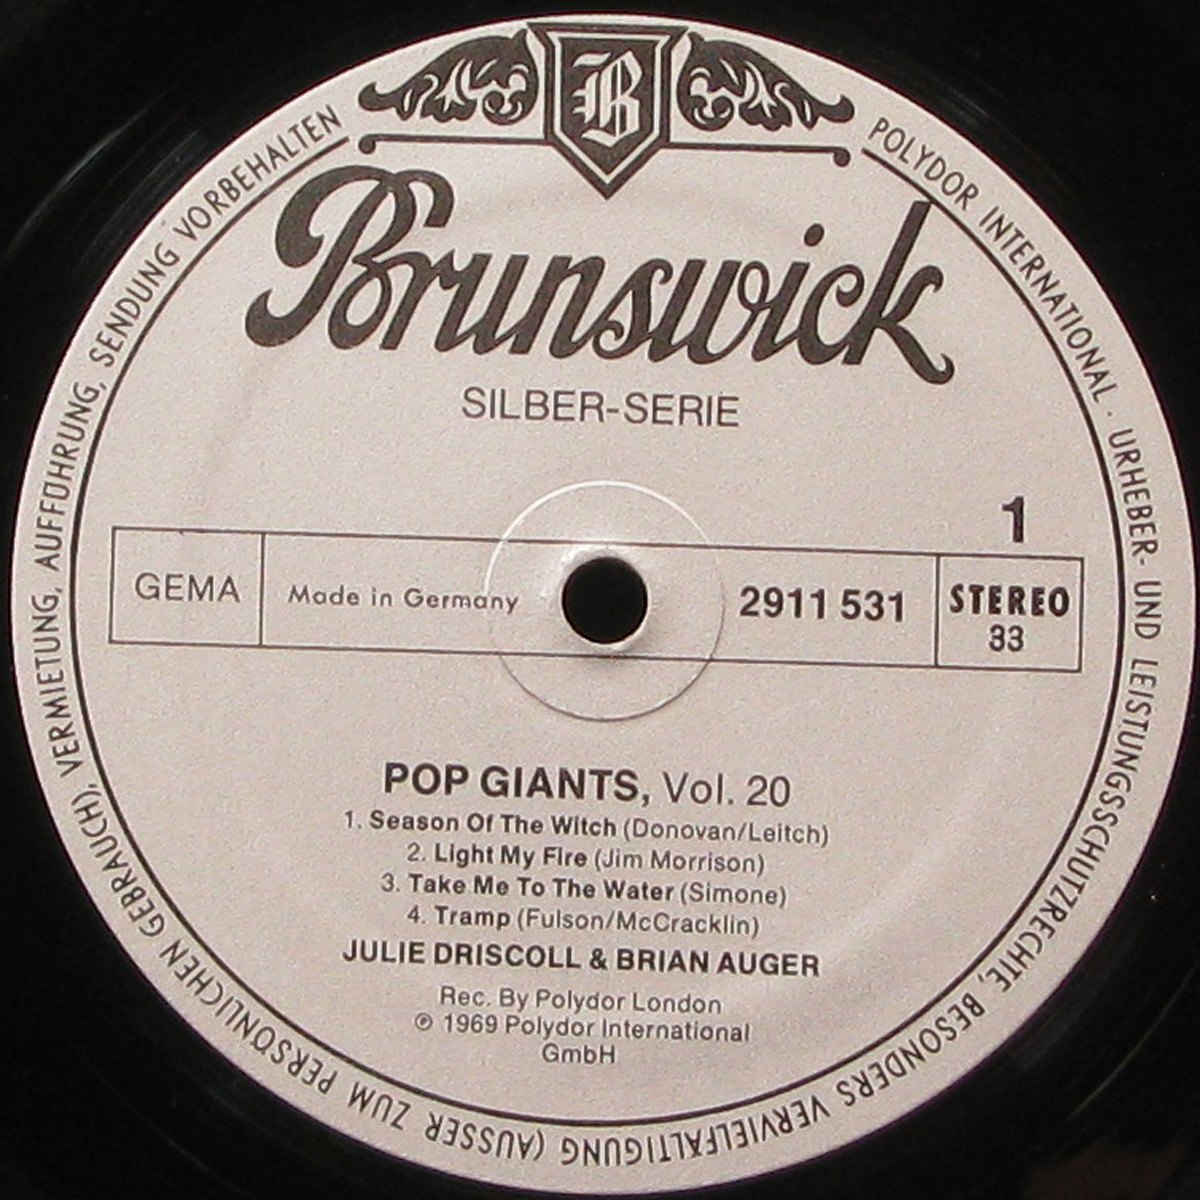 B
Brunswick
SILBER-SERIE
1
GEMA
Made in Germany
2911 531
STEREO
33
POP GIANTS, Vol. 20
1. Season Of The Witch (Donovan/Leitch)
2. Light My Fire (Jim Morrison)
3. Take Me To The Water (Simone)
4. Tramp (Fulson/McCracklin)
JULIE DRISCOLL & BRIAN AUGER
Rec. By Polydor London
℗ 1969 Polydor International
GmbH
POLYDOR INTERNATIONAL · URHEBER- UND LEISTUNGSSCHUTZRECHTE, BESONDERS VERVIELFÄLTIGUNG (AUSSER ZUM PERSÖNLICHEN GEBRAUCH), VERMIETUNG, AUFFÜHRUNG, SENDUNG VORBEHALTEN